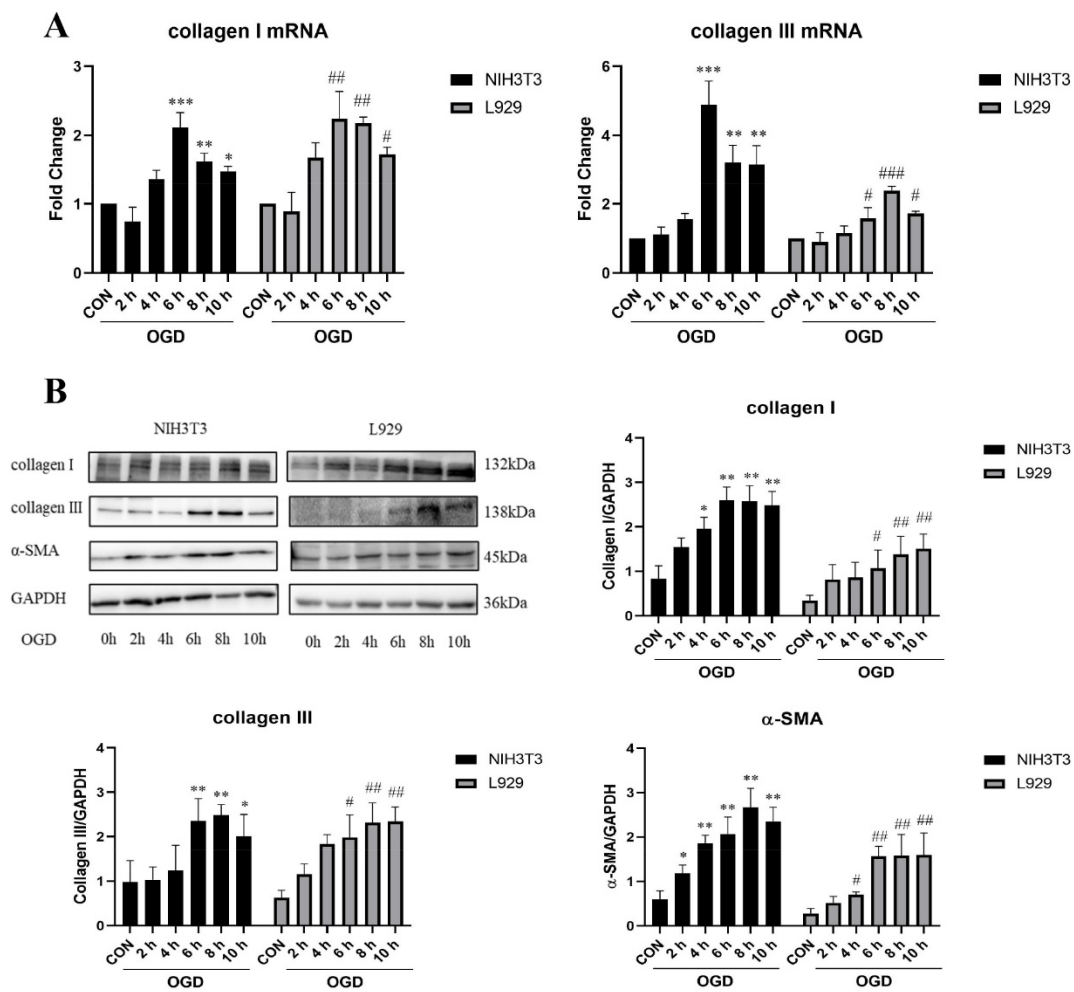 A
collagen I mRNA
Fold Change
3
2
1
0
***
**
*
##
##
#
NIH3T3
L929
CON
2 h
4 h
6 h
8 h
10 h
CON
2 h
4 h
6 h
8 h
10 h
OGD
OGD
collagen III mRNA
Fold Change
6
4
2
0
***
**
**
#
###
#
NIH3T3
L929
CON
2 h
4 h
6 h
8 h
10 h
CON
2 h
4 h
6 h
8 h
10 h
OGD
OGD
B
NIH3T3 L929
collagen I 132kDa
collagen III 138kDa
α-SMA 45kDa
GAPDH 36kDa
OGD 0h 2h 4h 6h 8h 10h 0h 2h 4h 6h 8h 10h
collagen I
Collagen I/GAPDH
4
3
2
1
0
*
**
**
**
#
##
##
NIH3T3
L929
CON
2 h
4 h
6 h
8 h
10 h
CON
2 h
4 h
6 h
8 h
10 h
OGD
OGD
collagen III
Collagen III/GAPDH
4
3
2
1
0
**
**
*
#
##
##
NIH3T3
L929
CON
2 h
4 h
6 h
8 h
10 h
CON
2 h
4 h
6 h
8 h
10 h
OGD
OGD
α-SMA
α-SMA/GAPDH
4
3
2
1
0
*
**
**
**
**
#
##
##
##
NIH3T3
L929
CON
2 h
4 h
6 h
8 h
10 h
CON
2 h
4 h
6 h
8 h
10 h
OGD
OGD